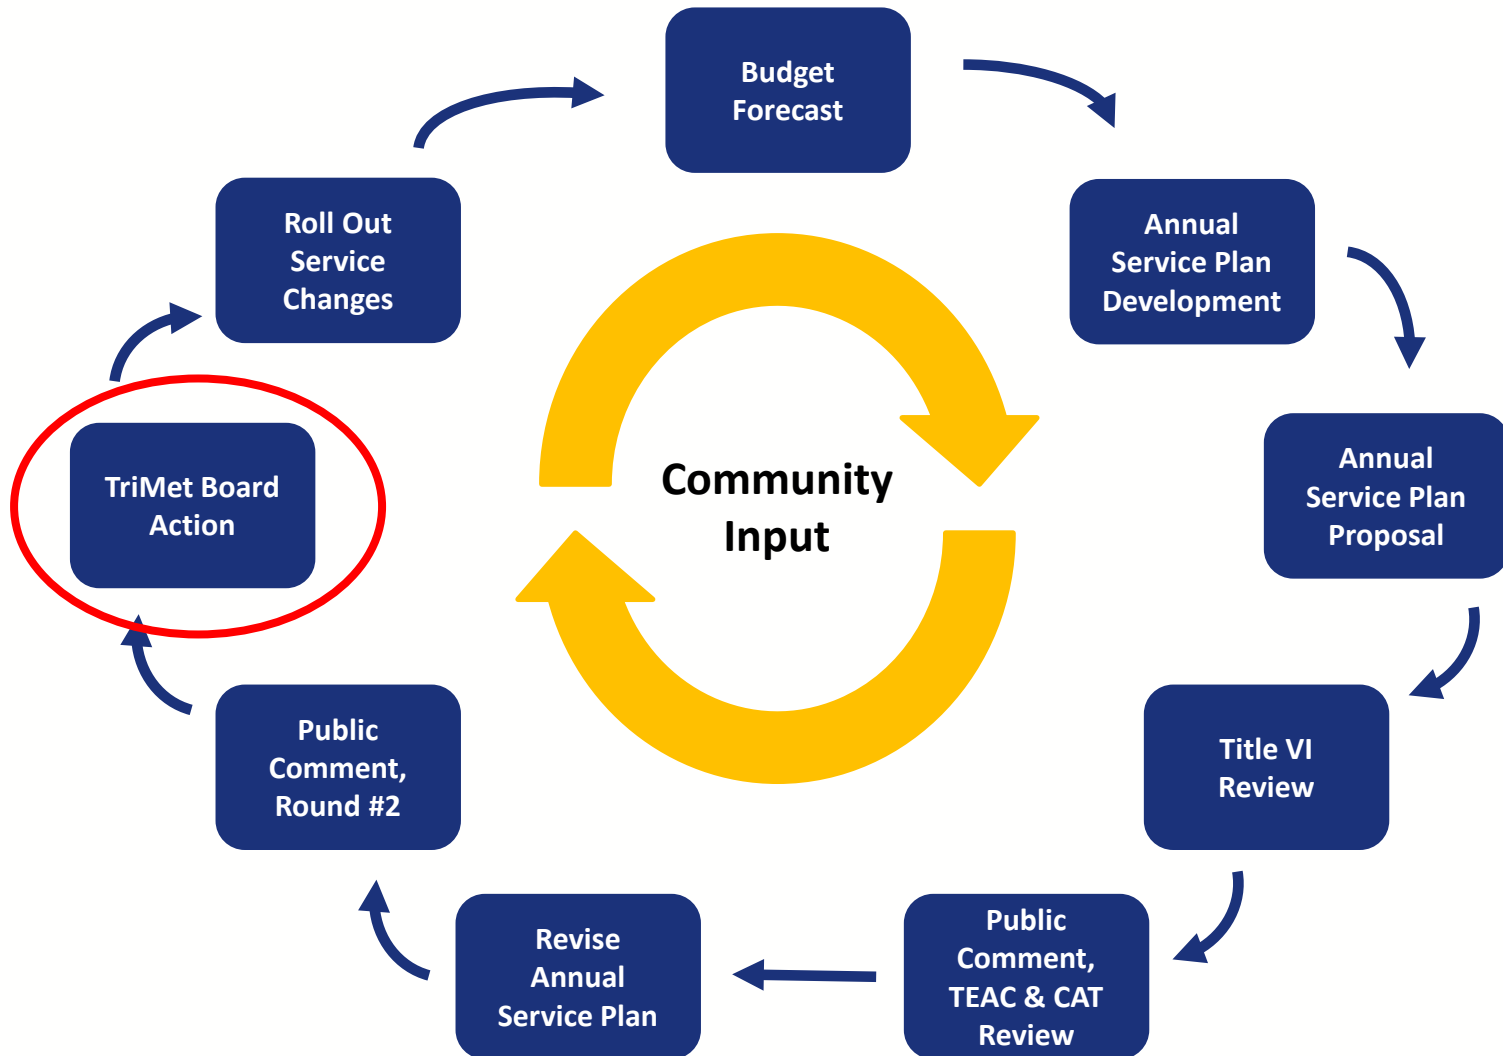 Budget
Forecast
Annual
Service Plan
Development
Annual
Service Plan
Proposal
Title VI
Review
Public
Comment,
TEAC & CAT
Review
Revise
Annual
Service Plan
Public
Comment,
Round #2
TriMet Board
Action
Roll Out
Service
Changes
Community
Input